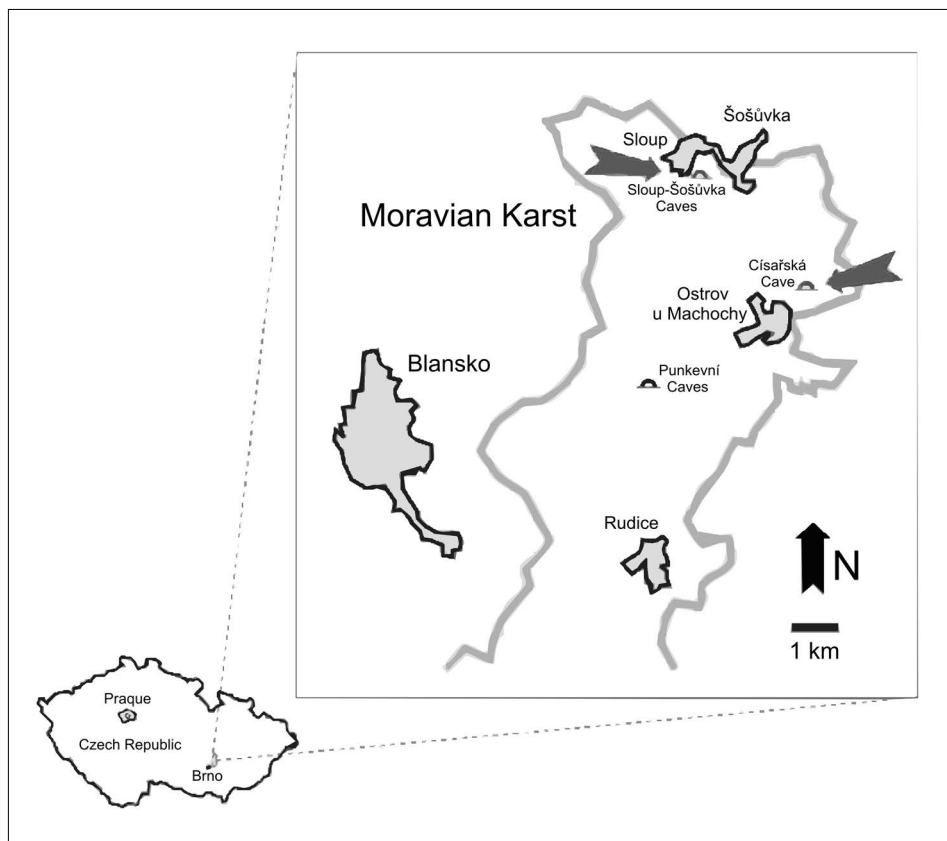 Šošůvka
Sloup
Sloup-Šošůvka
Caves
Moravian Karst
Císařská
Cave
Ostrov
u Machochy
Blansko
Punkevní
Caves
Rudice
N
1 km
Praque
Czech Republic
Brno